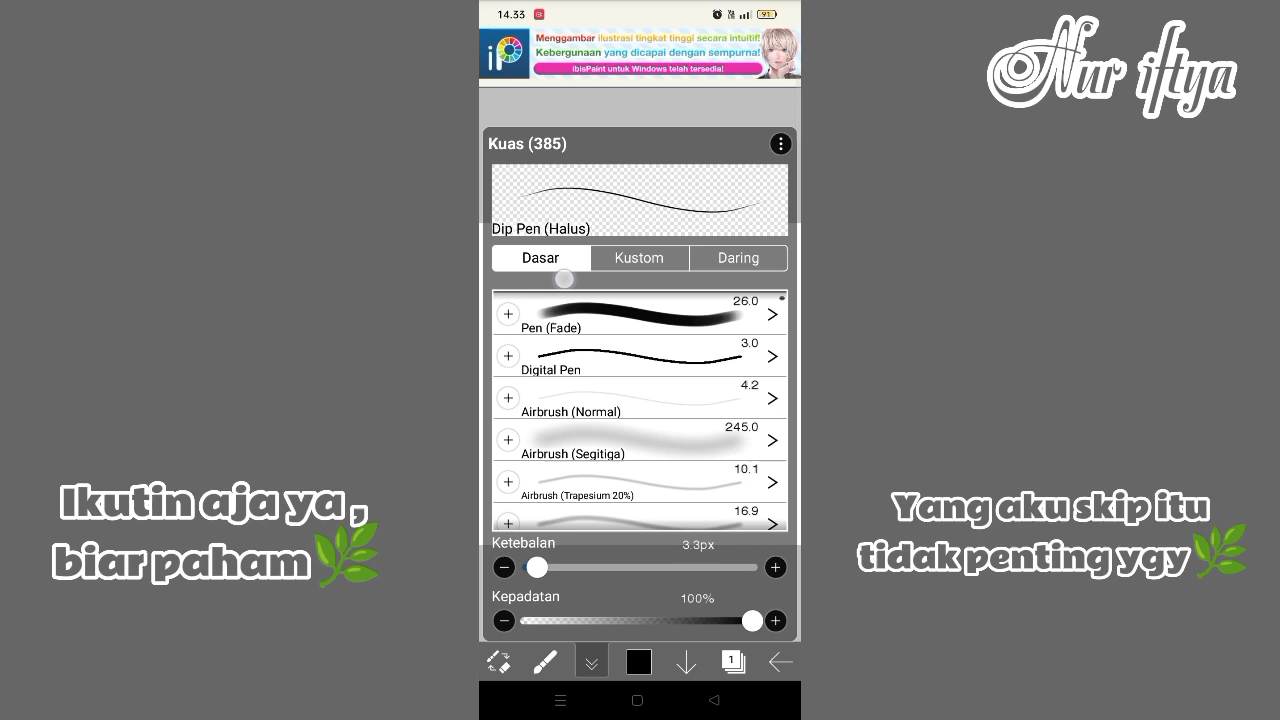 14.33
91
Menggambar ilustrasi tingkat tinggi secara intuitif!
Kebergunaan yang dicapai dengan sempurna!
ibisPaint untuk Windows telah tersedia!
iP
Nur iftya
Kuas (385)
Dip Pen (Halus)
Dasar Kustom Daring
26.0
Pen (Fade)
3.0
Digital Pen
4.2
Airbrush (Normal)
245.0
Airbrush (Segitiga)
10.1
Airbrush (Trapesium 20%)
16.9
Ketebalan 3.3px
Kepadatan 100%
1
Ikutin aja ya ,
biar paham🌿
Yang aku skip itu
tidak penting ygy🌿